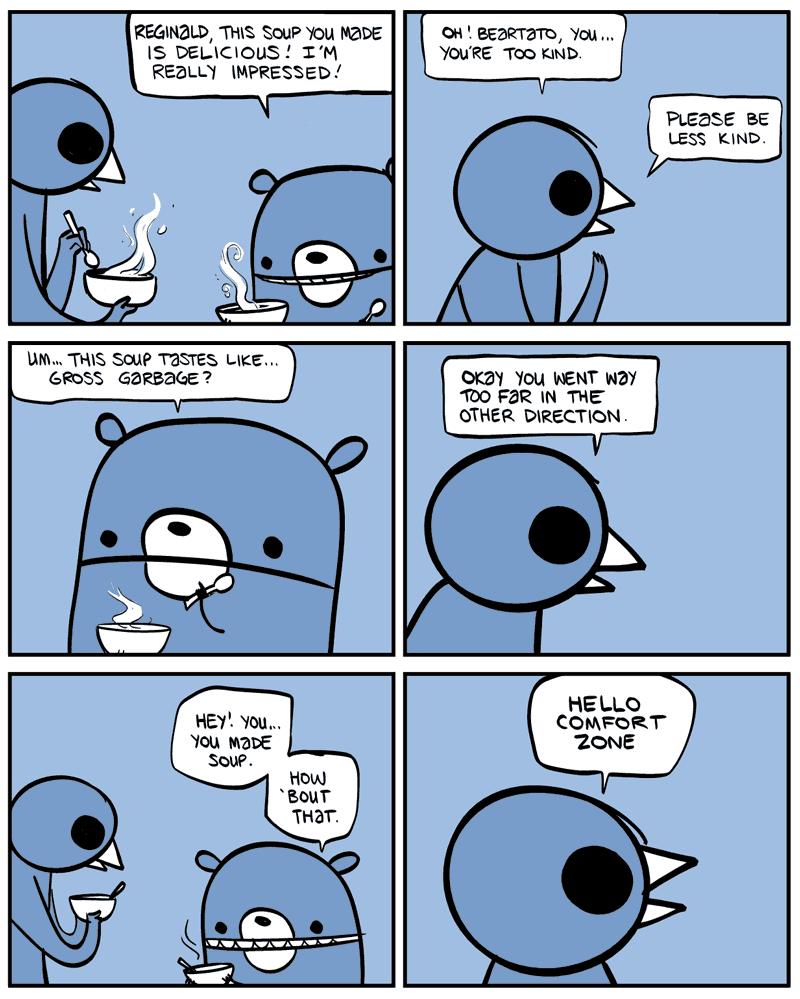 REGINALD, THIS SOUP YOU MADE
IS DELICIOUS! I'M
REALLY IMPRESSED!
OH! BEARTATO, YOU...
YOU'RE TOO KIND.
PLEASE BE
LESS KIND.
UM... THIS SOUP TASTES LIKE...
GROSS GARBAGE?
OKAY YOU WENT WAY
TOO FAR IN THE
OTHER DIRECTION.
HEY! YOU...
YOU MADE
SOUP.
HOW
'BOUT
THAT.
HELLO
COMFORT
ZONE